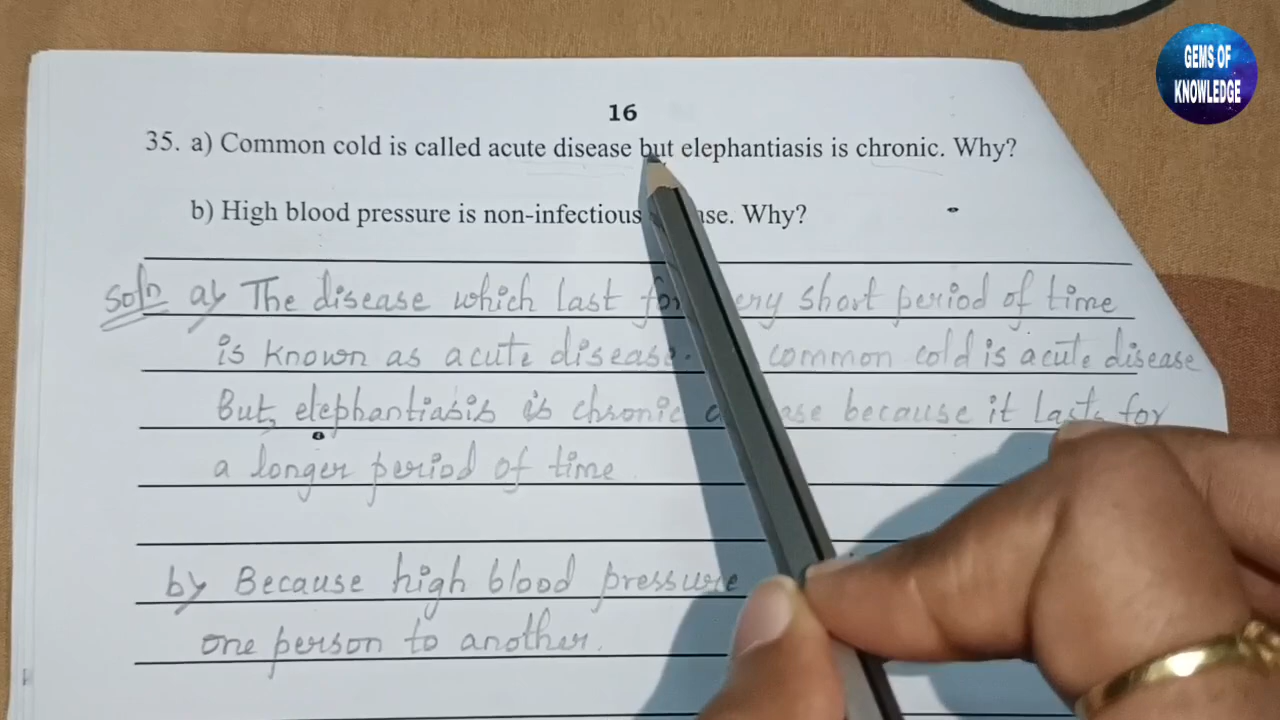 GEMS OF
KNOWLEDGE
16
35. a) Common cold is called acute disease but elephantiasis is chronic. Why?
b) High blood pressure is non-infectious Why?
Soln a) The disease which last for short period of time
is known as acute disease. common cold is acute disease
But, elephantiasis is chronic because it lasts for
a longer period of time
b) Because high blood pressure
one person to another.